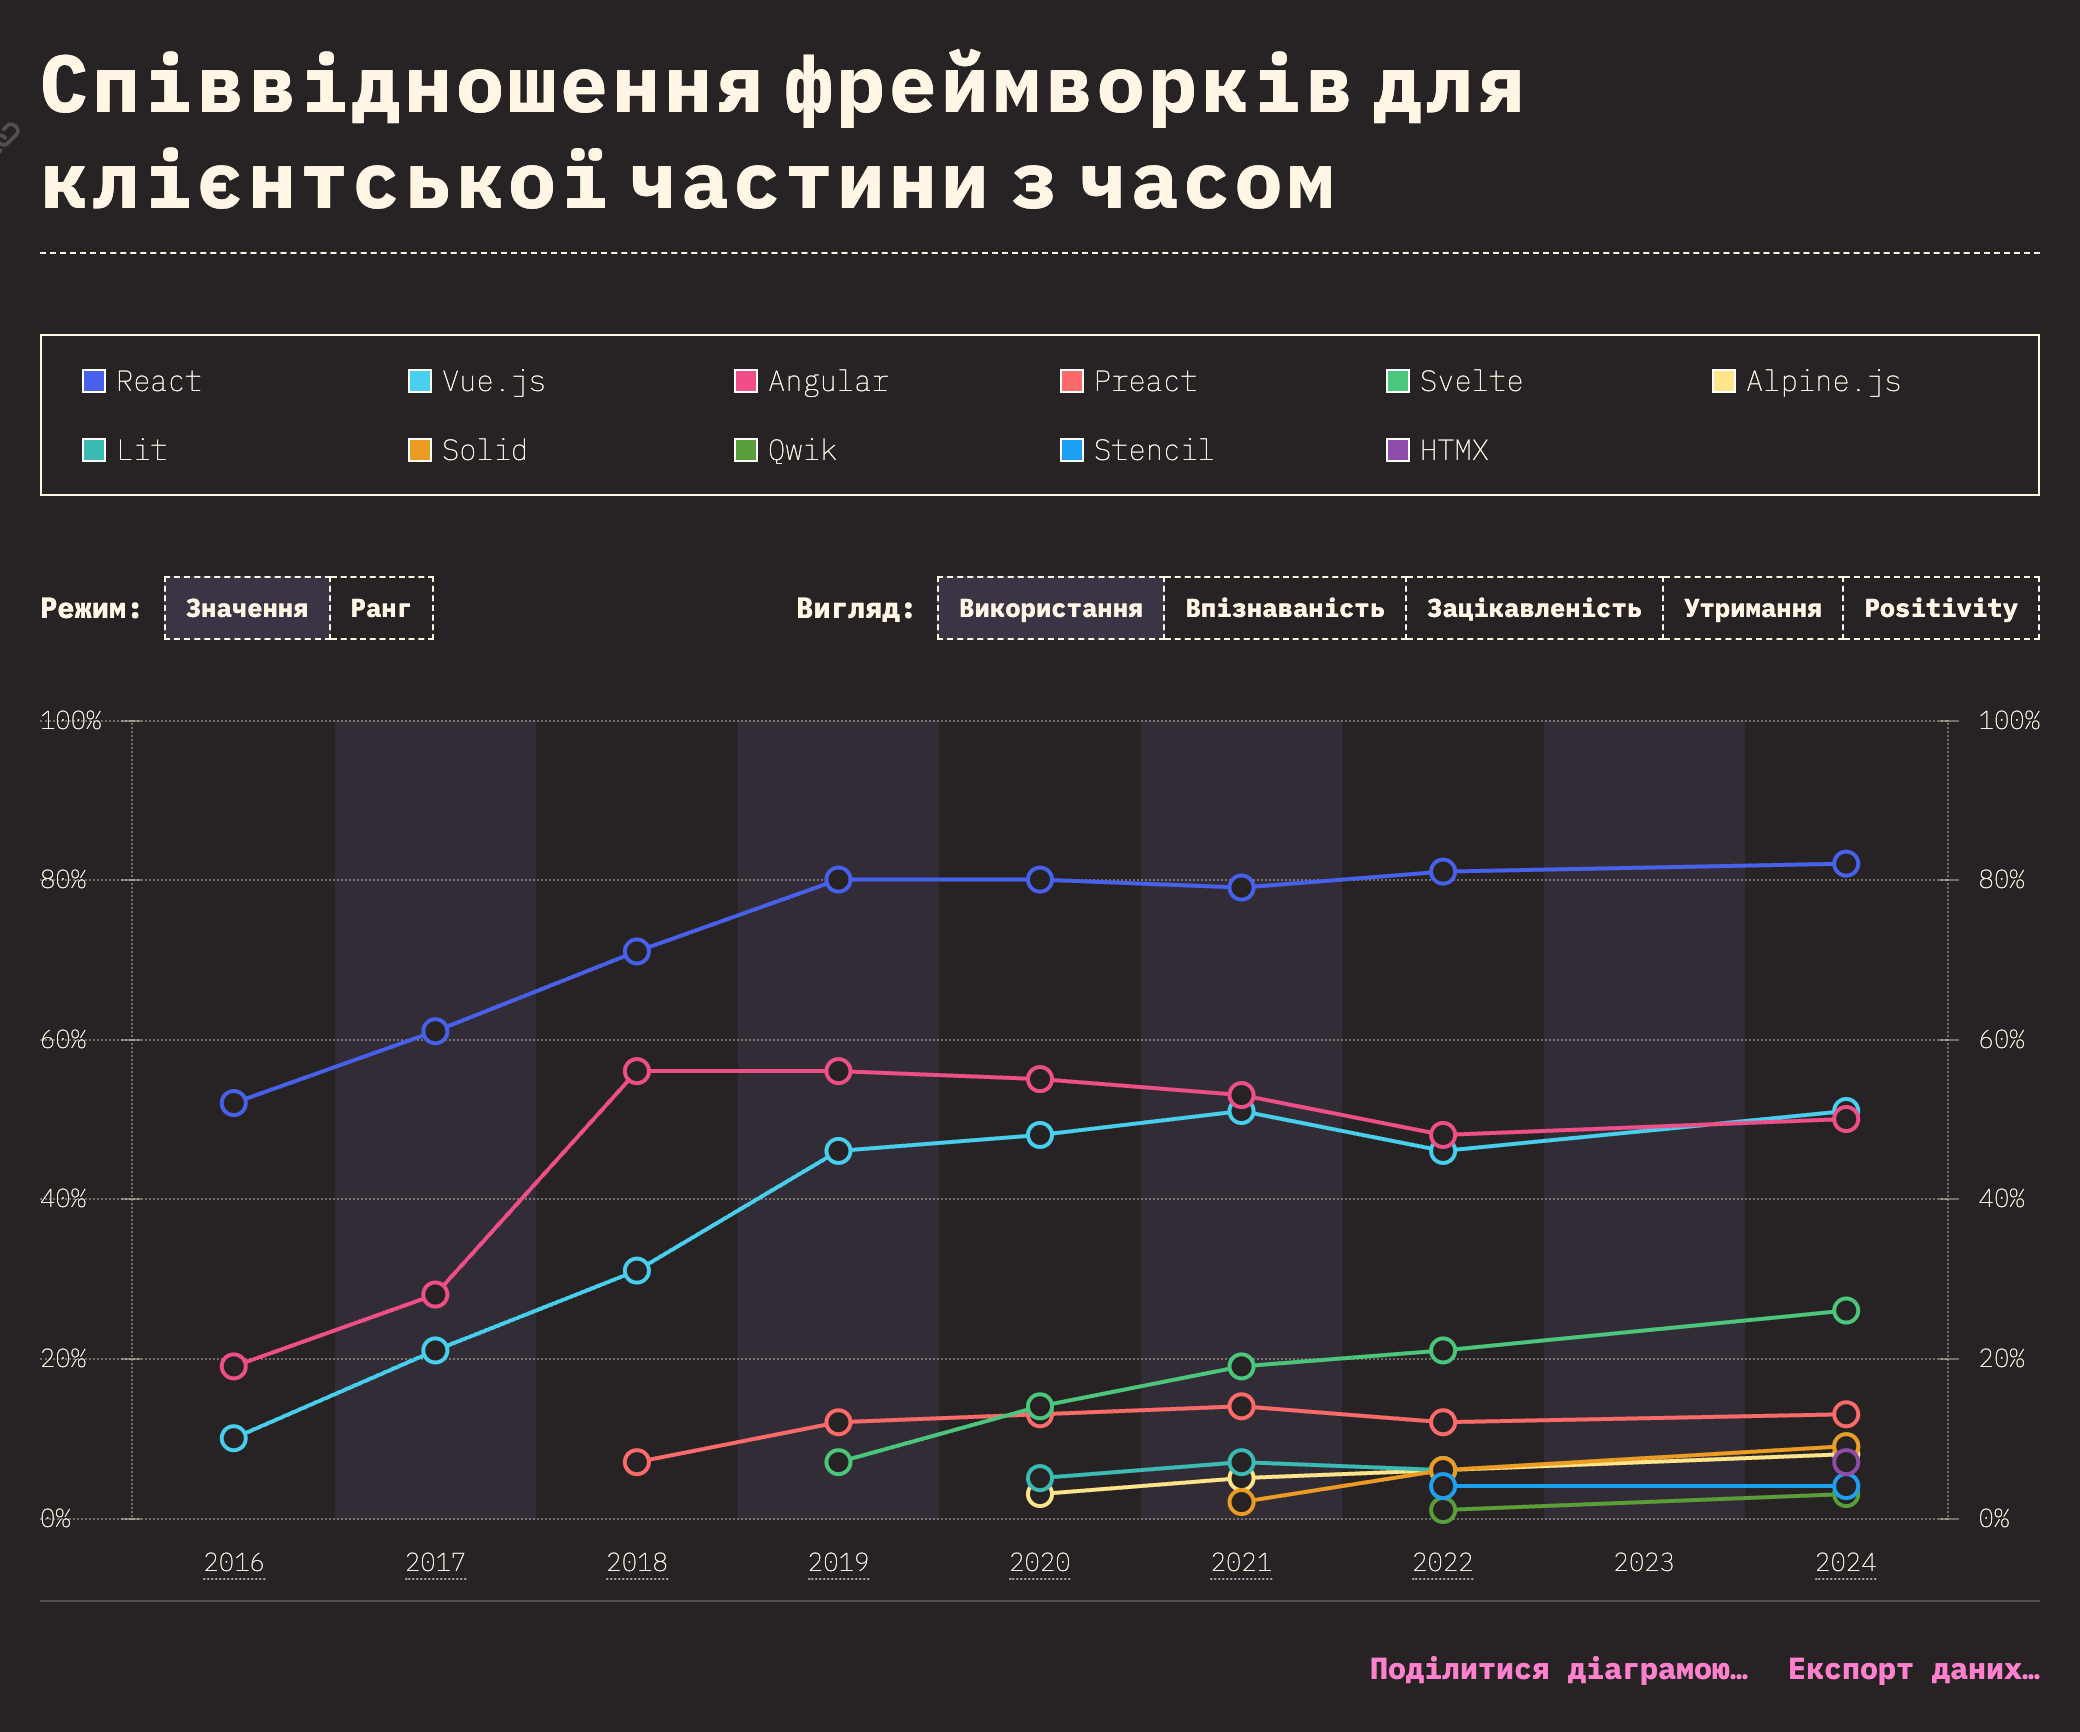 Співвідношення фреймворків для
клієнтської частини з часом
React Vue.js Angular Preact Svelte Alpine.js
Lit Solid Qwik Stencil HTMX
Режим: Значення Ранг Вигляд: Використання Впізнаваність Зацікавленість Утримання Positivity
100% 100%
80% 80%
60% 60%
40% 40%
20% 20%
0% 0%
2016 2017 2018 2019 2020 2021 2022 2023 2024
Поділитися діаграмою… Експорт даних…